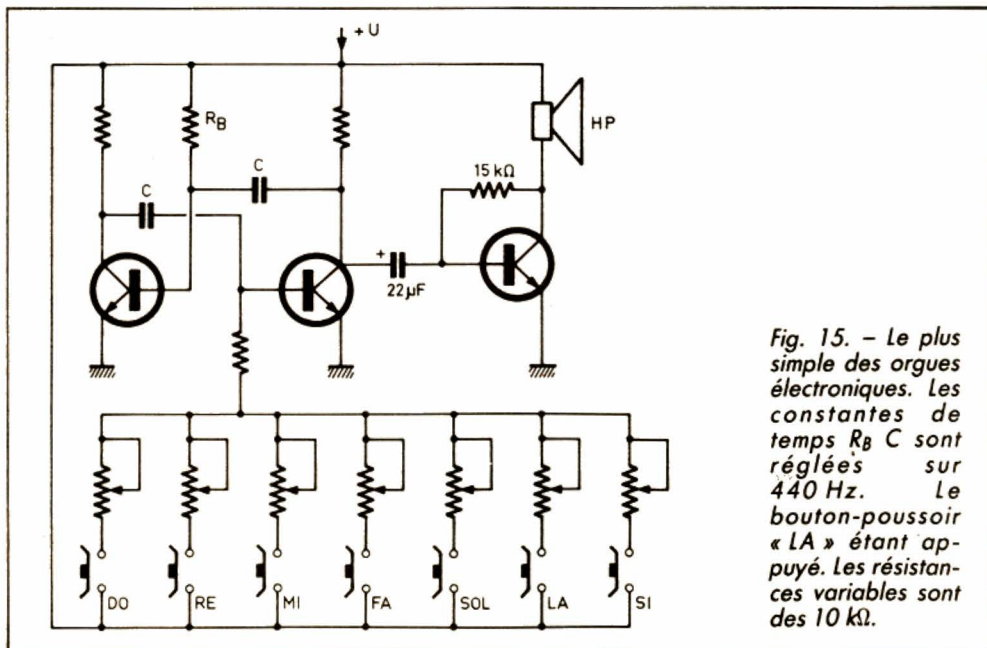 + U
R_B
HP
15 kΩ
C
C
+
22 µF
DO
RE
MI
FA
SOL
LA
SI
Fig. 15. – Le plus
simple des orgues
électroniques. Les
constantes de
temps R_B C sont
réglées sur
440 Hz. Le
bouton-poussoir
« LA » étant ap-
puyé. Les résistan-
ces variables sont
des 10 kΩ.